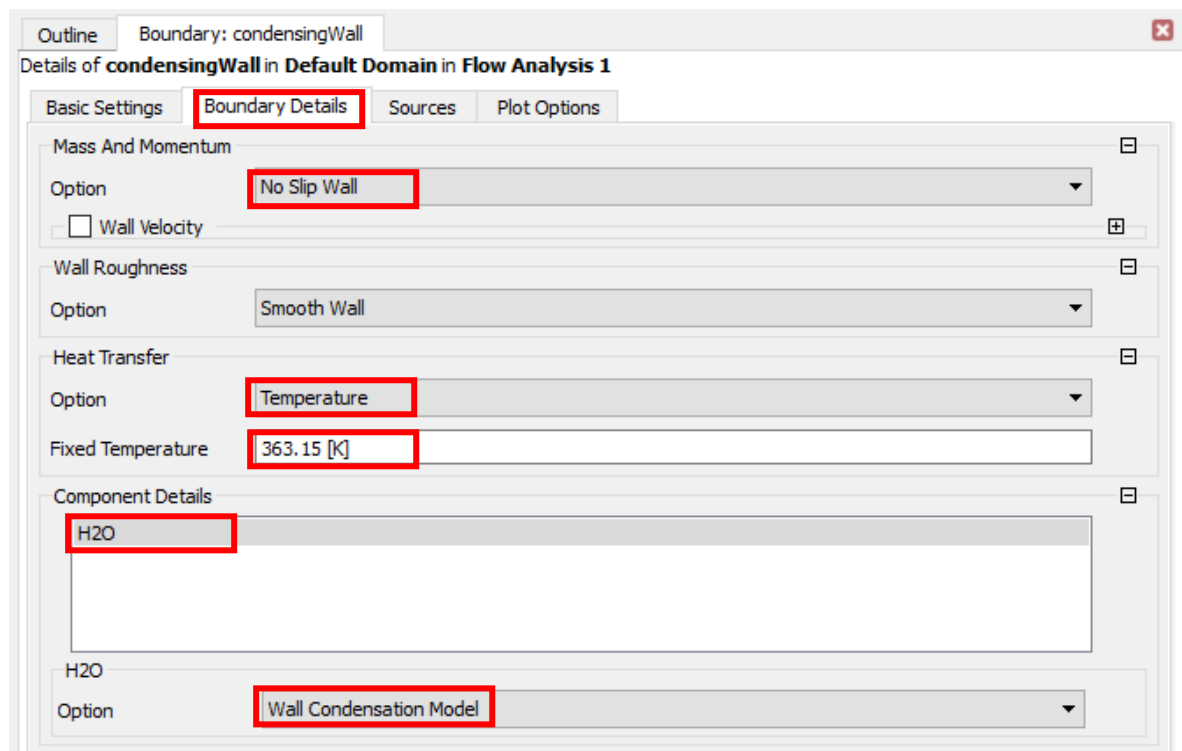 Outline Boundary: condensingWall
Details of condensingWall in Default Domain in Flow Analysis 1
Basic Settings Boundary Details Sources Plot Options
Mass And Momentum
Option No Slip Wall
Wall Velocity
Wall Roughness
Option Smooth Wall
Heat Transfer
Option Temperature
Fixed Temperature 363.15 [K]
Component Details
H2O
H2O
Option Wall Condensation Model